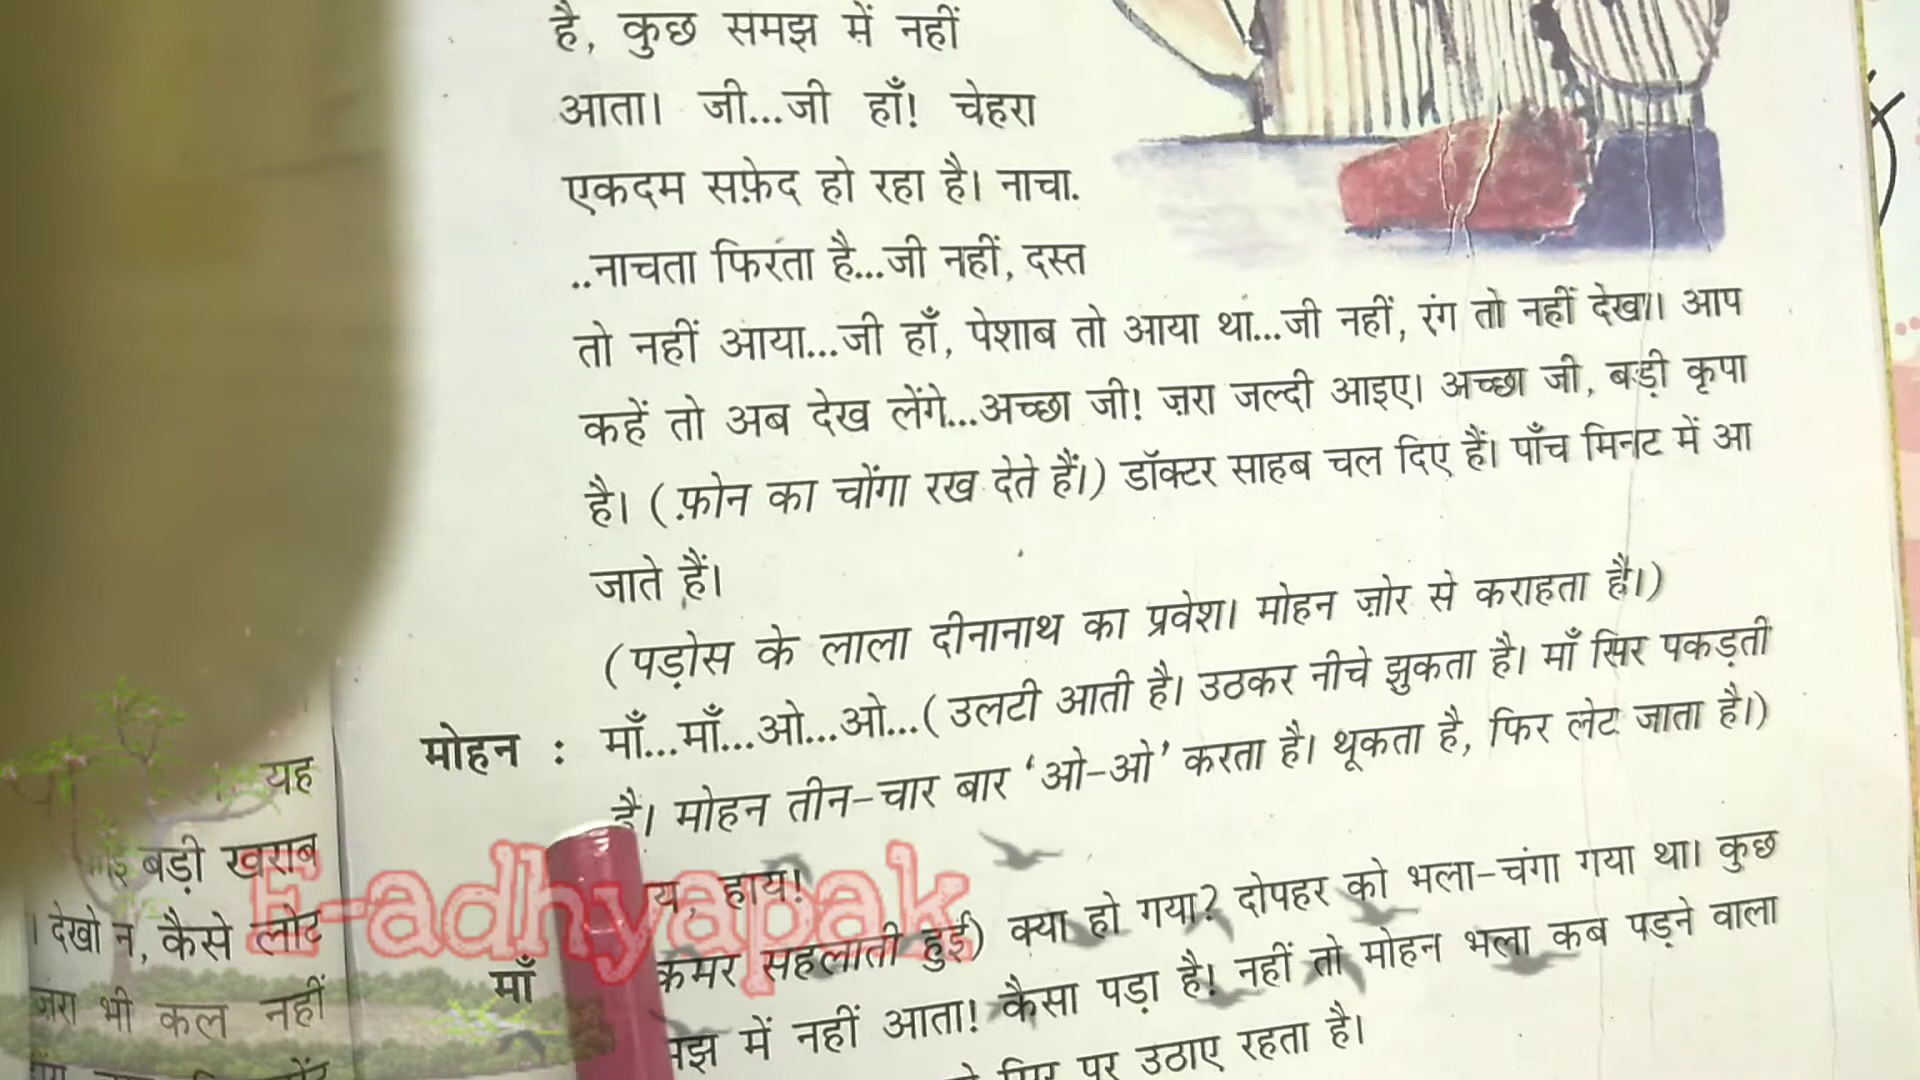 है, कुछ समझ में नहीं
आता। जी...जी हाँ! चेहरा
एकदम सफ़ेद हो रहा है। नाचा.
..नाचता फिरता है...जी नहीं, दस्त
तो नहीं आया...जी हाँ, पेशाब तो आया था...जी नहीं, रंग तो नहीं देखा। आप
कहें तो अब देख लेंगे...अच्छा जी! ज़रा जल्दी आइए। अच्छा जी, बड़ी कृपा
है। (फ़ोन का चोंगा रख देते हैं।) डॉक्टर साहब चल दिए हैं। पाँच मिनट में आ
जाते हैं।
(पड़ोस के लाला दीनानाथ का प्रवेश। मोहन ज़ोर से कराहता है।)
मोहन : माँ...माँ...ओ...ओ...(उलटी आती है। उठकर नीचे झुकता है। माँ सिर पकड़ती
है। मोहन तीन-चार बार ‘ओ-ओ’ करता है। थूकता है, फिर लेट जाता है।)
हाय!
माँ कमर सहलाती हुई) क्या हो गया? दोपहर को भला-चंगा गया था। कुछ
में नहीं आता! कैसा पड़ा है! नहीं तो मोहन भला कब पड़ने वाला
सिर पर उठाए रहता है।
यह
बड़ी खराब
। देखो न, कैसे लोट
ज़रा भी कल नहीं
E-adhyapak